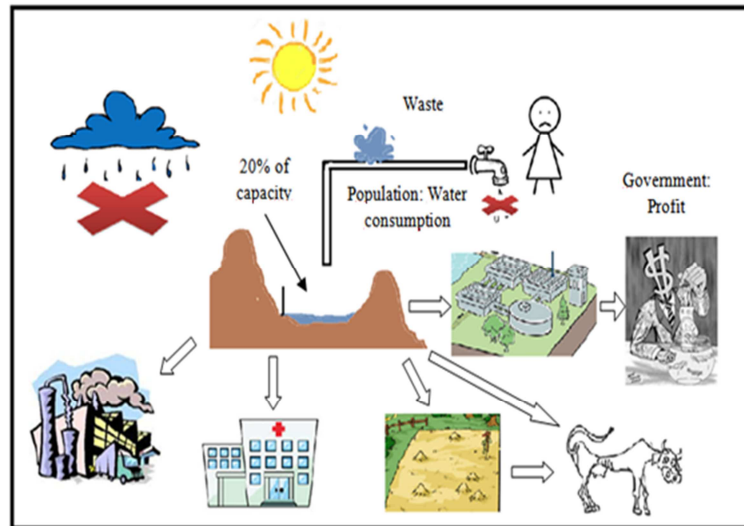 Waste
20% of
capacity
Population: Water
consumption
Government:
Profit